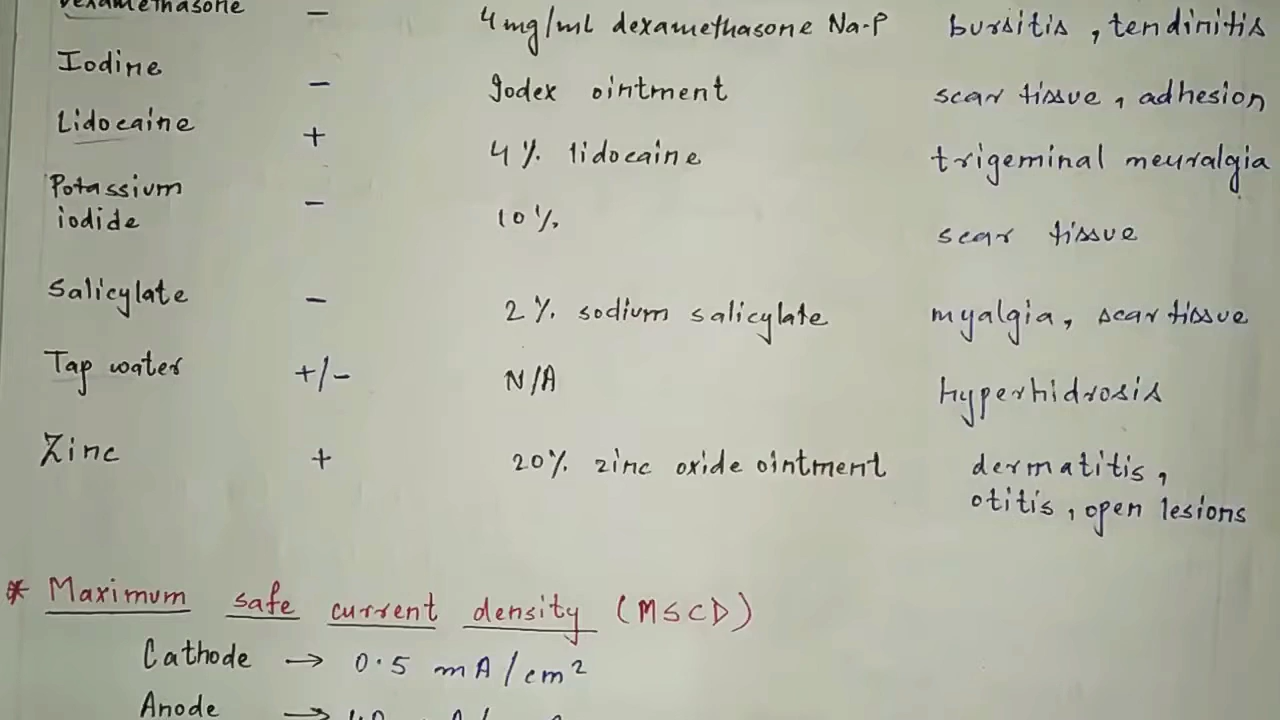 Dexamethasone – 4mg/ml dexamethasone Na-P bursitis, tendinitis
Iodine – Iodex ointment scar tissue, adhesion
Lidocaine + 4% lidocaine trigeminal neuralgia
Potassium
iodide – 10% scar tissue
Salicylate – 2% sodium salicylate myalgia, scar tissue
Tap water +/- N/A hyperhidrosis
Zinc + 20% zinc oxide ointment dermatitis,
otitis, open lesions
* Maximum safe current density (MSCD)
Cathode → 0.5 mA/cm²
Anode →